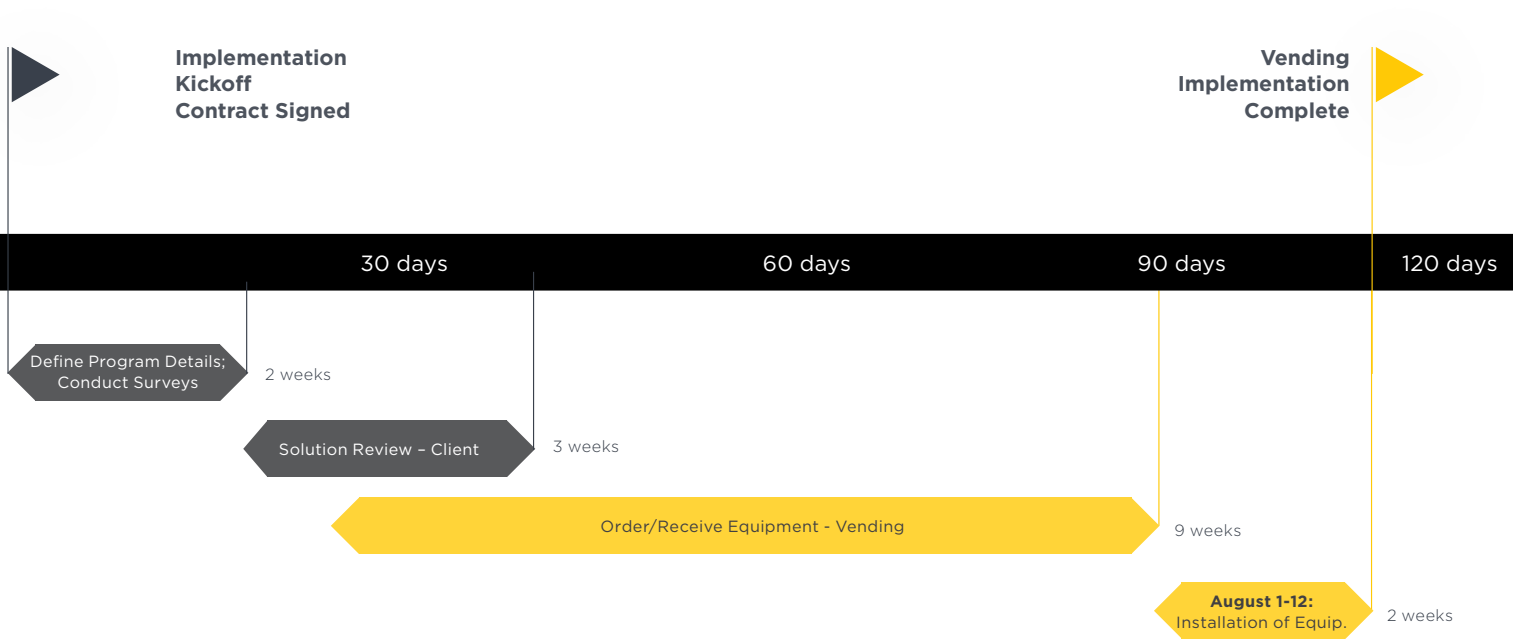 Implementation
Kickoff
Contract Signed
Vending
Implementation
Complete
30 days
60 days
90 days
120 days
Define Program Details;
Conduct Surveys
2 weeks
Solution Review – Client
3 weeks
Order/Receive Equipment - Vending
9 weeks
August 1-12:
Installation of Equip.
2 weeks